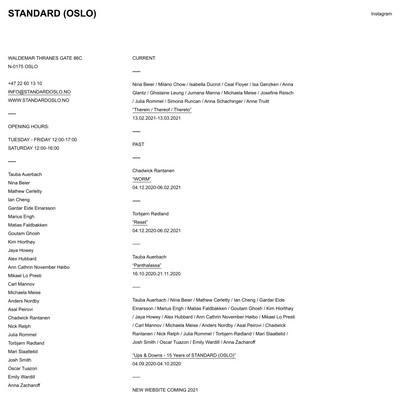 STANDARD (OSLO)
Instagram
WALDEMAR THRANES GATE 86C
N-0175 OSLO
+47 22 60 13 10
INFO@STANDARDOSLO.NO
WWW.STANDARDOSLO.NO
OPENING HOURS:
TUESDAY - FRIDAY 12:00-17:00
SATURDAY 12:00-16:00
Tauba Auerbach
Nina Beier
Mathew Cerletty
Ian Cheng
Gardar Eide Einarsson
Marius Engh
Matias Faldbakken
Goutam Ghosh
Kim Hiorthøy
Jaya Howey
Alex Hubbard
Ann Cathrin November Høibo
Mikael Lo Presti
Carl Mannov
Michaela Meise
Anders Nordby
Asal Peirovi
Chadwick Rantanen
Nick Relph
Julia Rommel
Torbjørn Rødland
Mari Slaattelid
Josh Smith
Oscar Tuazon
Emily Wardill
Anna Zacharoff
CURRENT
Nina Beier / Milano Chow / Isabella Ducrot / Ceal Floyer / Isa Genzken / Anna
Glantz / Ghislaine Leung / Jumana Manna / Michaela Meise / Josefine Reisch
/ Julia Rommel / Simona Runcan / Anna Schachinger / Anne Truitt
"Therein / Thereof / Thereto"
13.02.2021-13.03.2021
PAST
Chadwick Rantanen
"WORM"
04.12.2020-06.02.2021
Torbjørn Rødland
"Reset"
04.12.2020-06.02.2021
Tauba Auerbach
"Panthalassa"
16.10.2020-21.11.2020
Tauba Auerbach / Nina Beier / Mathew Cerletty / Ian Cheng / Gardar Eide
Einarsson / Marius Engh / Matias Faldbakken / Goutam Ghosh / Kim Hiorthøy
/ Jaya Howey / Alex Hubbard / Ann Cathrin November Høibo / Mikael Lo Presti
/ Carl Mannov / Michaela Meise / Anders Nordby / Asal Peirovi / Chadwick
Rantanen / Nick Relph / Julia Rommel / Torbjørn Rødland / Mari Slaattelid /
Josh Smith / Oscar Tuazon / Emily Wardill / Anna Zacharoff
"Ups & Downs - 15 Years of STANDARD (OSLO)"
04.09.2020-04.10.2020
NEW WEBSITE COMING 2021